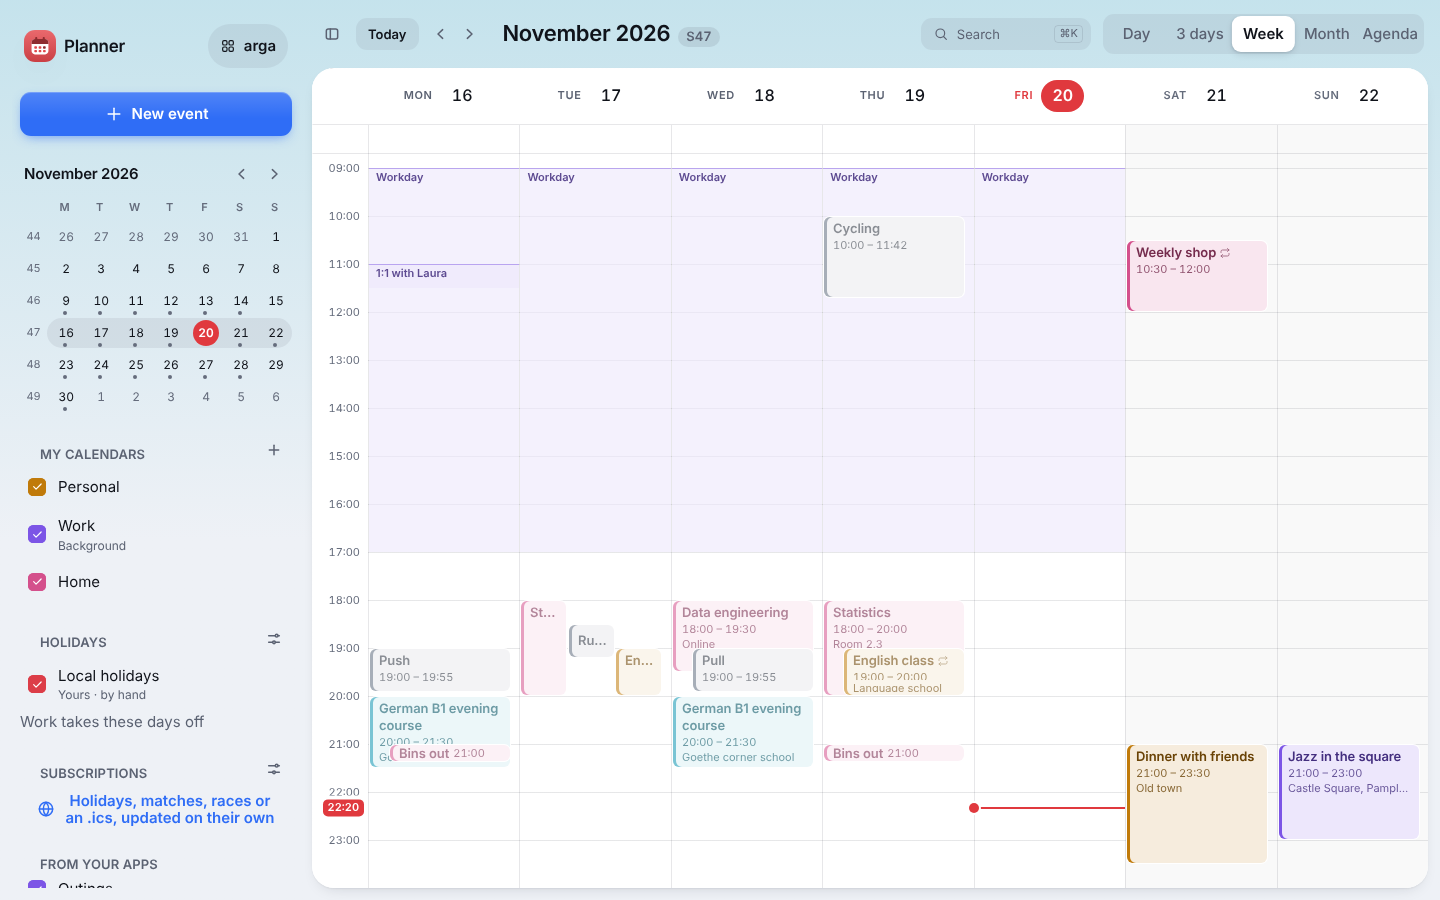 Planner
arga
New event
November 2026
M T W T F S S
44 26 27 28 29 30 31 1
45 2 3 4 5 6 7 8
46 9 10 11 12 13 14 15
47 16 17 18 19 20 21 22
48 23 24 25 26 27 28 29
49 30 1 2 3 4 5 6
MY CALENDARS
Personal
Work
Background
Home
HOLIDAYS
Local holidays
Yours · by hand
Work takes these days off
SUBSCRIPTIONS
Holidays, matches, races or
an .ics, updated on their own
FROM YOUR APPS
Outings
Today
November 2026 S47
Search ⌘K
Day 3 days Week Month Agenda
MON 16 TUE 17 WED 18 THU 19 FRI 20 SAT 21 SUN 22
09:00
10:00
11:00
12:00
13:00
14:00
15:00
16:00
17:00
18:00
19:00
20:00
21:00
22:00
22:20
23:00
Workday
1:1 with Laura
Push
19:00 – 19:55
German B1 evening
course
20:00 – 21:30
Bins out 21:00
Workday
St...
Ru...
En...
Workday
Data engineering
18:00 – 19:30
Online
Pull
19:00 – 19:55
German B1 evening
course
20:00 – 21:30
Goethe corner school
Workday
Cycling
10:00 – 11:42
Statistics
18:00 – 20:00
Room 2.3
English class
19:00 – 20:00
Language school
Bins out 21:00
Workday
Weekly shop
10:30 – 12:00
Dinner with friends
21:00 – 23:30
Old town
Jazz in the square
21:00 – 23:00
Castle Square, Pampl...